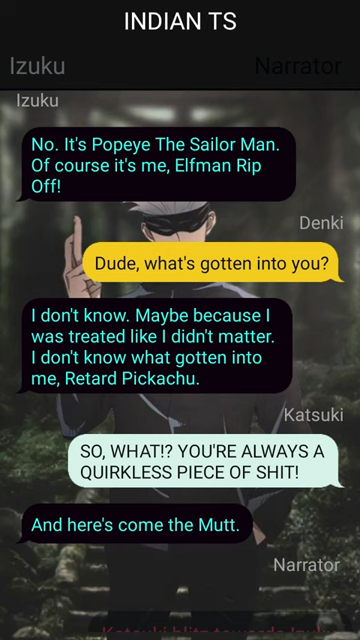 INDIAN TS
Izuku
Narrator
Izuku
No. It's Popeye The Sailor Man.
Of course it's me, Elfman Rip
Off!
Denki
Dude, what's gotten into you?
I don't know. Maybe because I
was treated like I didn't matter.
I don't know what gotten into
me, Retard Pickachu.
Katsuki
SO, WHAT!? YOU'RE ALWAYS A
QUIRKLESS PIECE OF SHIT!
And here's come the Mutt.
Narrator